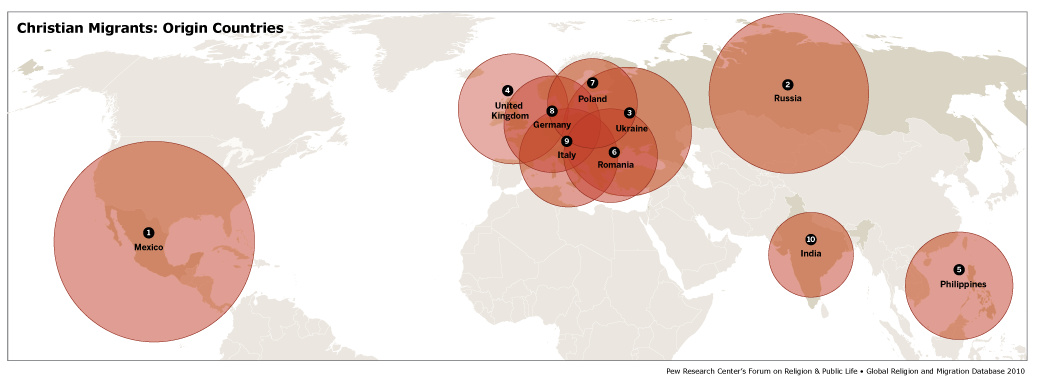 Christian Migrants: Origin Countries
4
United
Kingdom
7
Poland
8
Germany
3
Ukraine
9
Italy
6
Romania
2
Russia
1
Mexico
10
India
5
Philippines
Pew Research Center's Forum on Religion & Public Life • Global Religion and Migration Database 2010